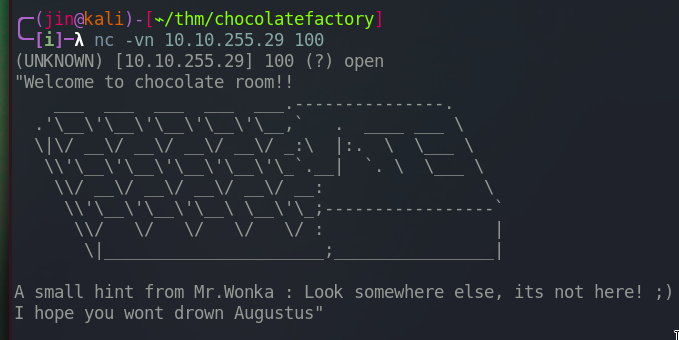 (jin@kali)-[~/thm/chocolatefactory]
[i]-λ nc -vn 10.10.255.29 100
(UNKNOWN) [10.10.255.29] 100 (?) open
"Welcome to chocolate room!!
A small hint from Mr.Wonka : Look somewhere else, its not here! ;)
I hope you wont drown Augustus"